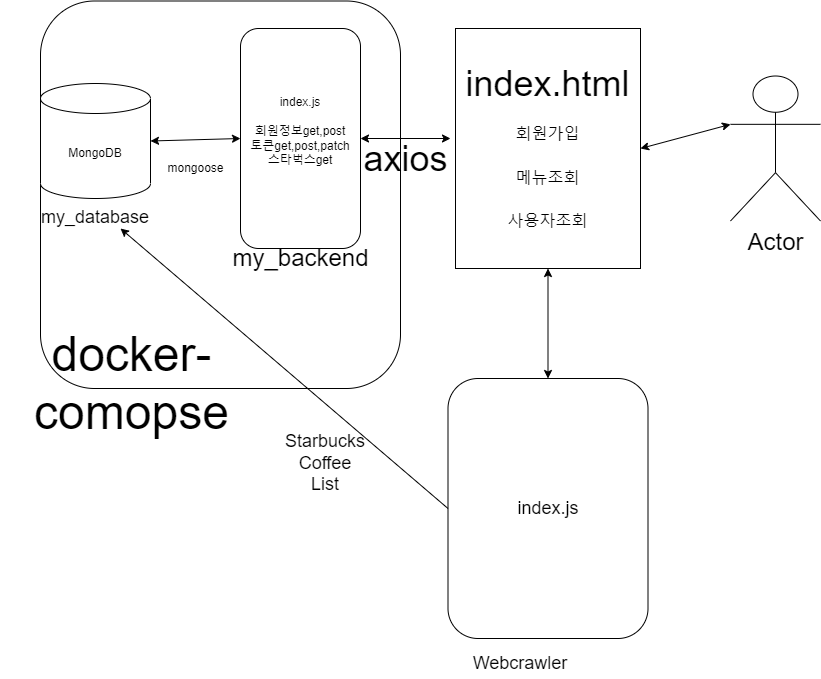 index.js
회원정보get,post
토큰get,post,patch
스타벅스get
MongoDB
mongoose
my_database
my_backend
axios
index.html
회원가입
메뉴조회
사용자조회
Actor
docker-
comopse
Starbucks
Coffee
List
index.js
Webcrawler